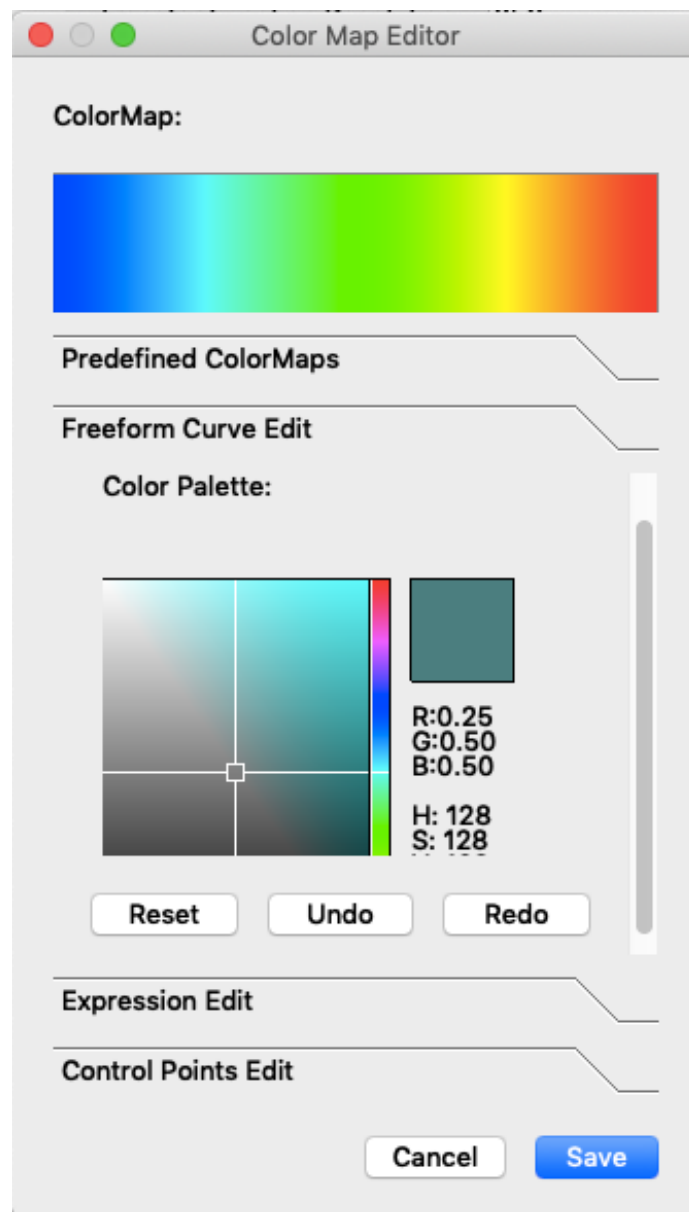 Color Map Editor
ColorMap:
Predefined ColorMaps
Freeform Curve Edit
Color Palette:
R:0.25
G:0.50
B:0.50
H: 128
S: 128
Reset Undo Redo
Expression Edit
Control Points Edit
Cancel Save